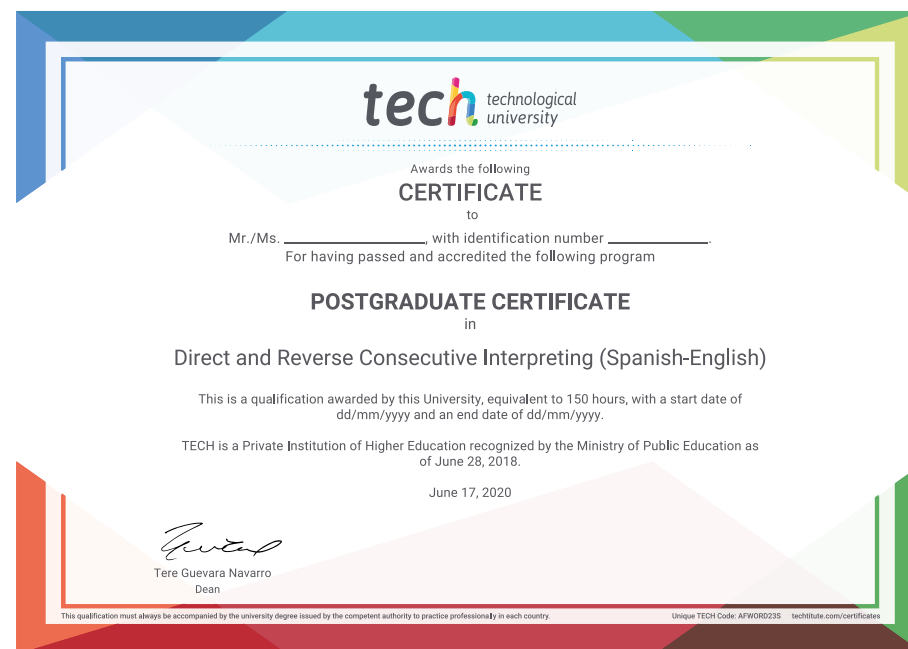 tech technological
university
Awards the following
CERTIFICATE
to
Mr./Ms. ____________________, with identification number ______________.
For having passed and accredited the following program
POSTGRADUATE CERTIFICATE
in
Direct and Reverse Consecutive Interpreting (Spanish-English)
This is a qualification awarded by this University, equivalent to 150 hours, with a start date of
dd/mm/yyyy and an end date of dd/mm/yyyy.
TECH is a Private Institution of Higher Education recognized by the Ministry of Public Education as
of June 28, 2018.
June 17, 2020
Tere Guevara Navarro
Dean
This qualification must always be accompanied by the university degree issued by the competent authority to practice professionally in each country. Unique TECH Code: AFWORD23S techtitute.com/certificates